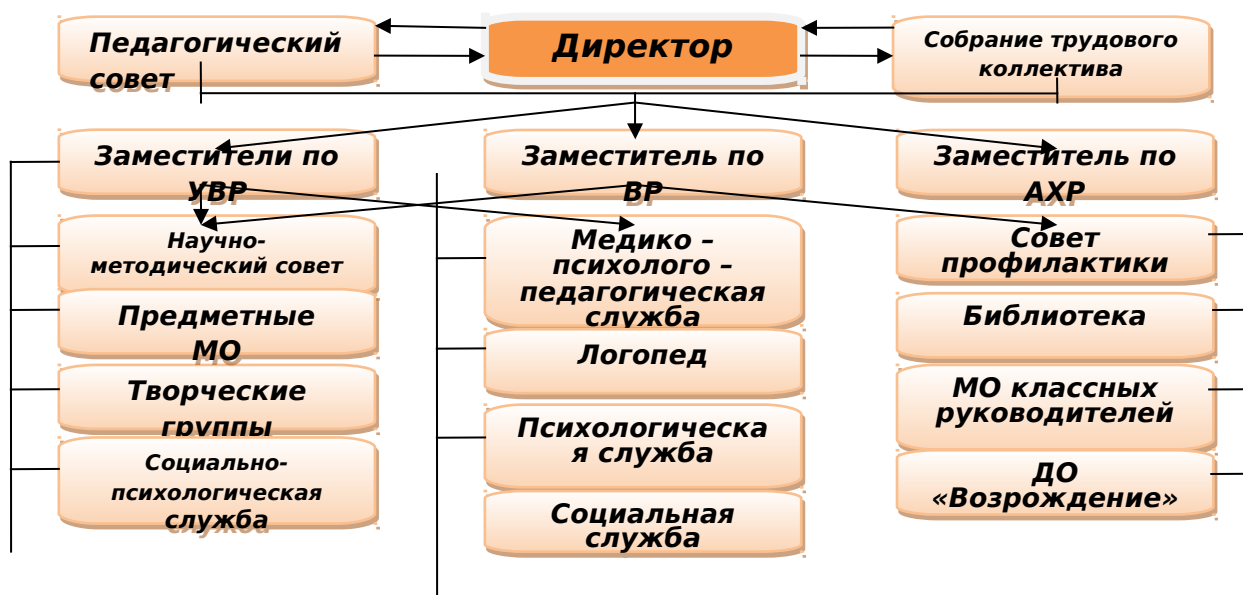 Педагогический
совет
Директор
Собрание трудового
коллектива
Заместители по
УВР
Заместитель по
ВР
Заместитель по
АХР
Научно-
методический совет
Предметные
МО
Творческие
группы
Социально-
психологическая
служба
Медико –
психолого –
педагогическая
служба
Логопед
Психологическа
я служба
Социальная
служба
Совет
профилактики
Библиотека
МО классных
руководителей
ДО
«Возрождение»